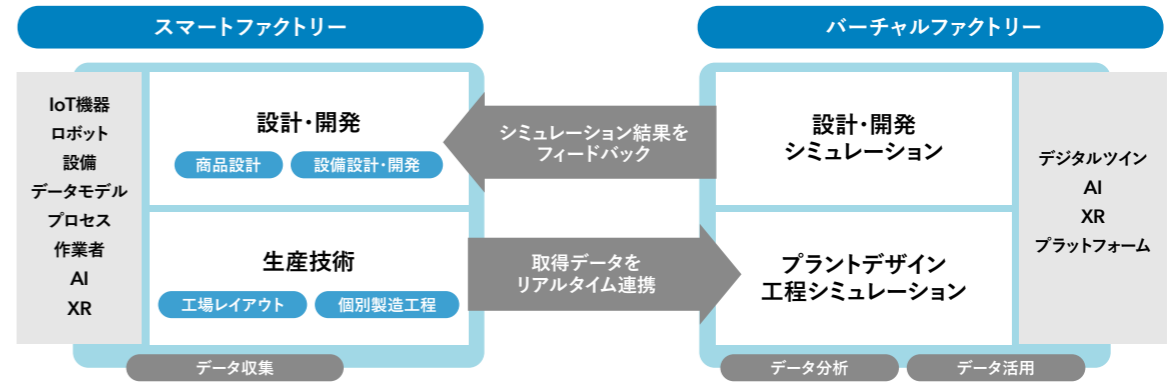 スマートファクトリー
IoT機器
ロボット
設備
データモデル
プロセス
作業者
AI
XR
設計・開発
商品設計
設備設計・開発
生産技術
工場レイアウト
個別製造工程
データ収集
シミュレーション結果を
フィードバック
取得データを
リアルタイム連携
バーチャルファクトリー
設計・開発
シミュレーション
プラントデザイン
工程シミュレーション
デジタルツイン
AI
XR
プラットフォーム
データ分析
データ活用